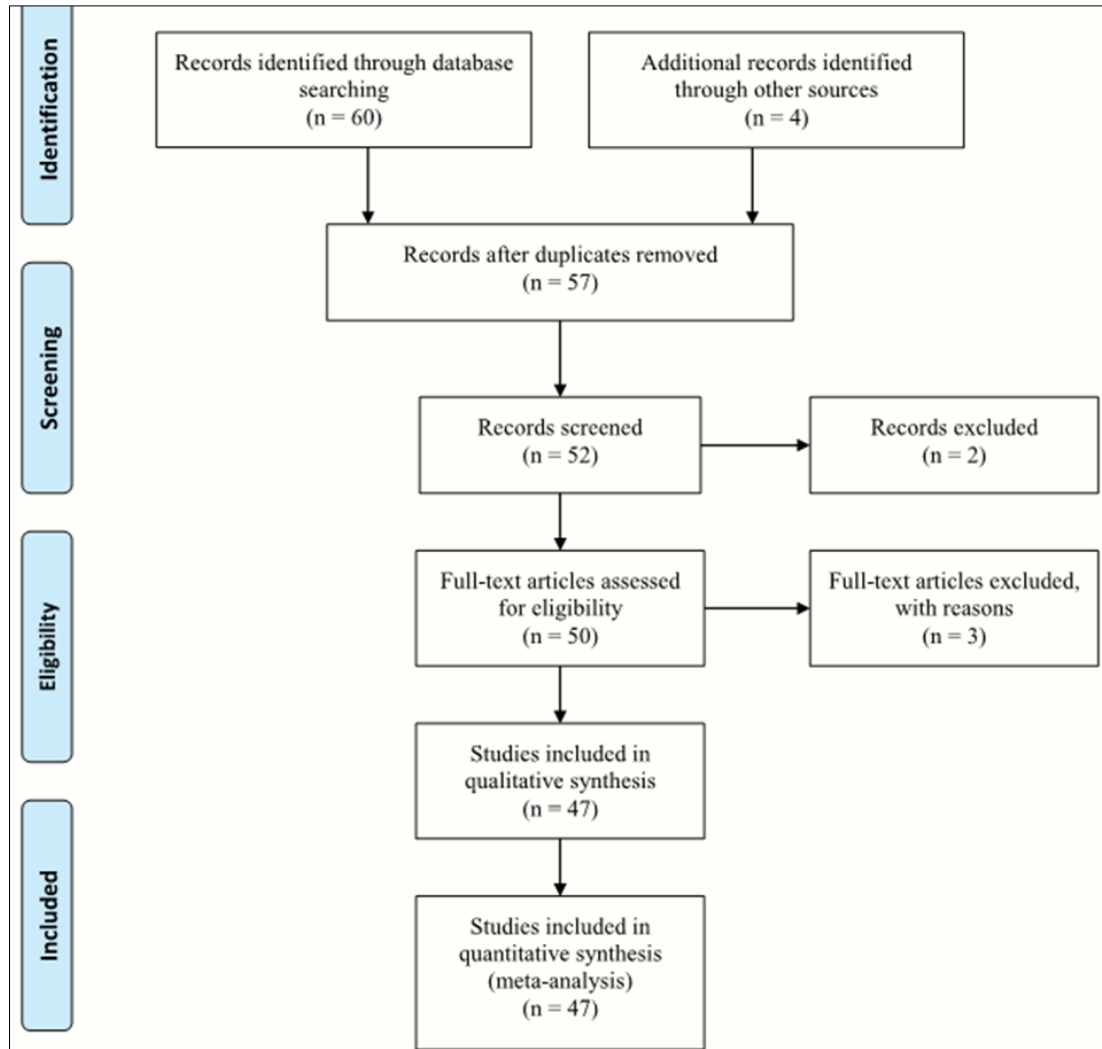 Identification
Records identified through database
searching
(n = 60)
Additional records identified
through other sources
(n = 4)
Records after duplicates removed
(n = 57)
Screening
Records screened
(n = 52)
Records excluded
(n = 2)
Eligibility
Full-text articles assessed
for eligibility
(n = 50)
Full-text articles excluded,
with reasons
(n = 3)
Studies included in
qualitative synthesis
(n = 47)
Included
Studies included in
quantitative synthesis
(meta-analysis)
(n = 47)